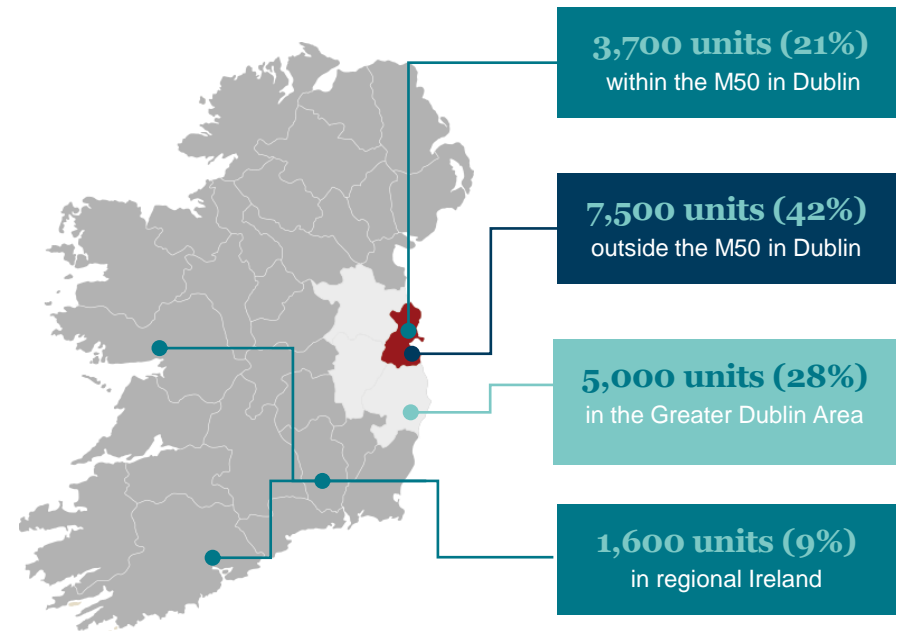 3,700 units (21%)
within the M50 in Dublin
7,500 units (42%)
outside the M50 in Dublin
5,000 units (28%)
in the Greater Dublin Area
1,600 units (9%)
in regional Ireland